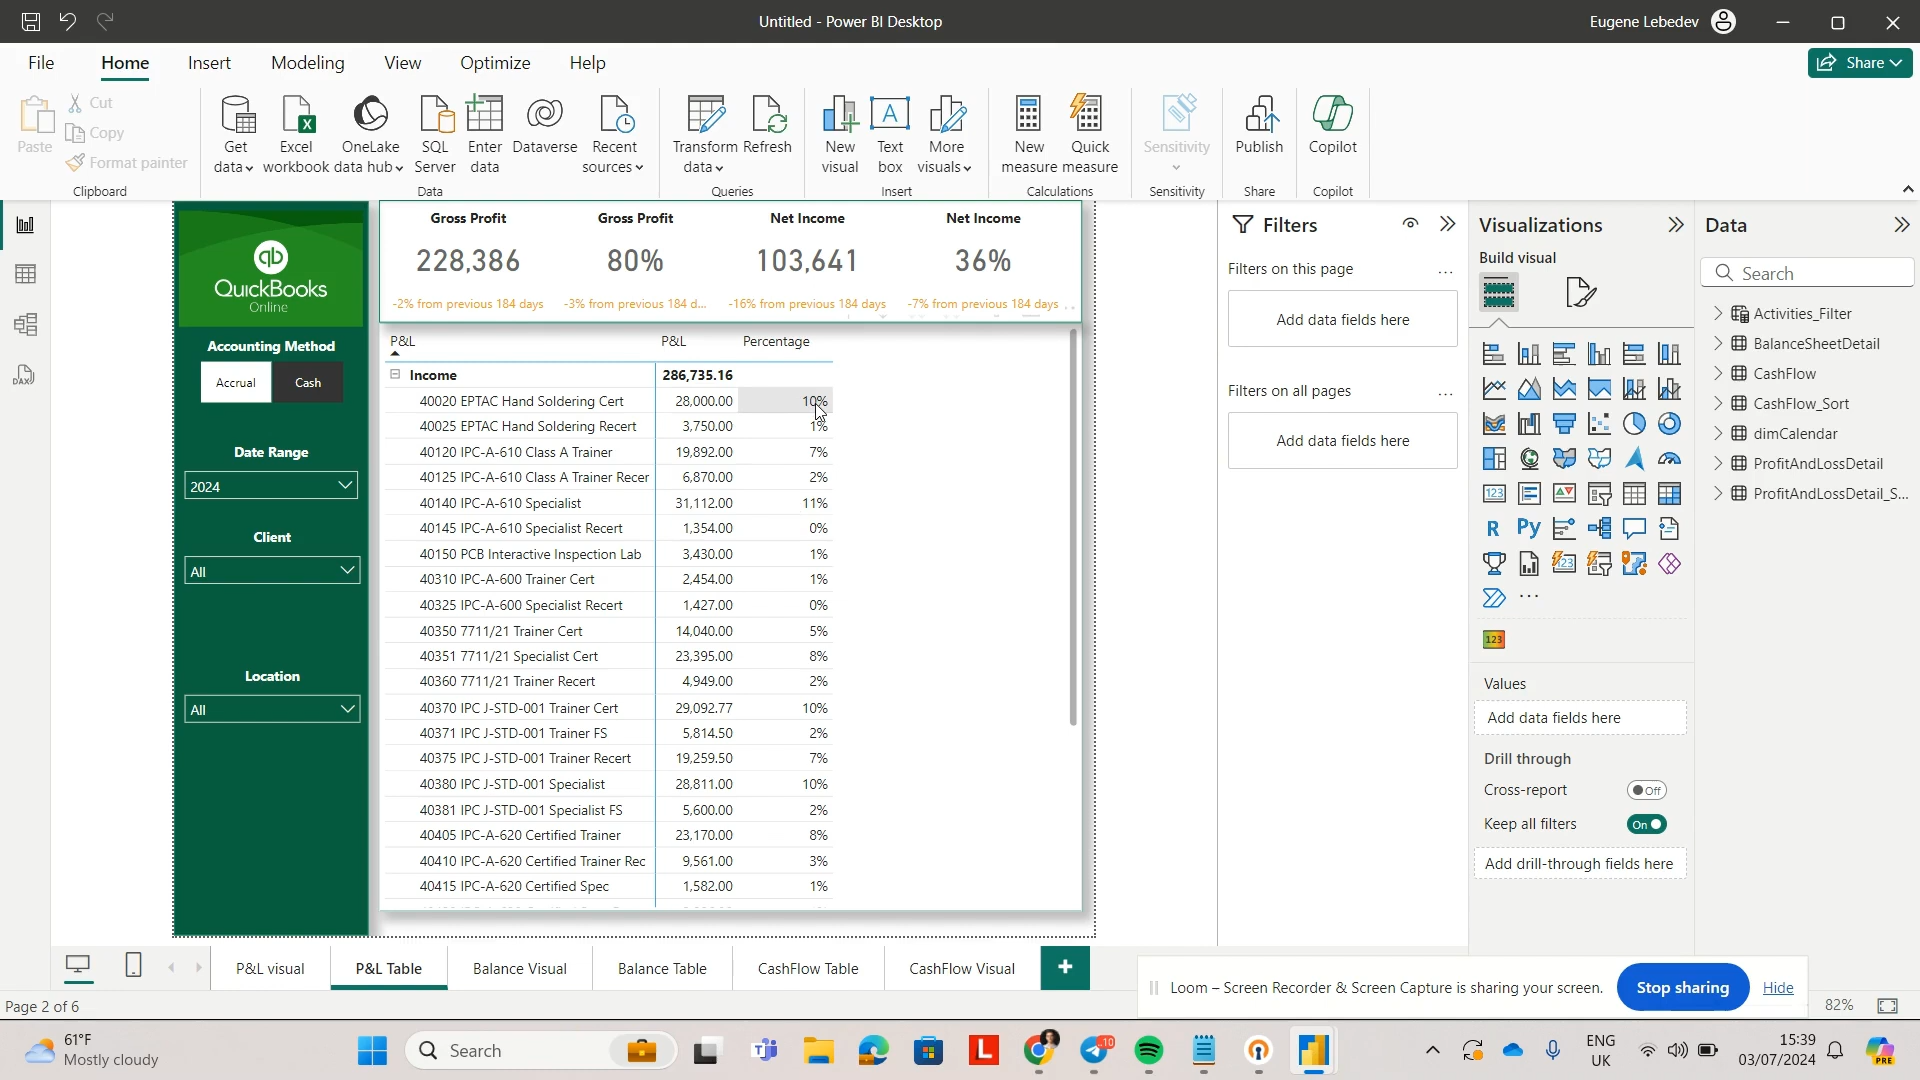 Untitled - Power BI Desktop
Eugene Lebedev
File
Home
Insert
Modeling
View
Optimize
Help
Share
Paste
Cut
Copy
Format painter
Clipboard
Get data
Excel workbook
OneLake data hub
SQL Server
Enter data
Dataverse
Recent sources
Data
Transform data
Refresh
Queries
New visual
Text box
More visuals
Insert
New measure
Quick measure
Calculations
Sensitivity
Sensitivity
Publish
Share
Copilot
Copilot
qb
QuickBooks
Online
Accounting Method
Accrual
Cash
Date Range
2024
Client
All
Location
All
Gross Profit
228,386
-2% from previous 184 days
Gross Profit
80%
-3% from previous 184 d...
Net Income
103,641
-16% from previous 184 days
Net Income
36%
-7% from previous 184 days
P&L P&L Percentage
Income 286,735.16
40020 EPTAC Hand Soldering Cert 28,000.00 10%
40025 EPTAC Hand Soldering Recert 3,750.00 1%
40120 IPC-A-610 Class A Trainer 19,892.00 7%
40125 IPC-A-610 Class A Trainer Recer 6,870.00 2%
40140 IPC-A-610 Specialist 31,112.00 11%
40145 IPC-A-610 Specialist Recert 1,354.00 0%
40150 PCB Interactive Inspection Lab 3,430.00 1%
40310 IPC-A-600 Trainer Cert 2,454.00 1%
40325 IPC-A-600 Specialist Recert 1,427.00 0%
40350 7711/21 Trainer Cert 14,040.00 5%
40351 7711/21 Specialist Cert 23,395.00 8%
40360 7711/21 Trainer Recert 4,949.00 2%
40370 IPC J-STD-001 Trainer Cert 29,092.77 10%
40371 IPC J-STD-001 Trainer FS 5,814.50 2%
40375 IPC J-STD-001 Trainer Recert 19,259.50 7%
40380 IPC J-STD-001 Specialist 28,811.00 10%
40381 IPC J-STD-001 Specialist FS 5,600.00 2%
40405 IPC-A-620 Certified Trainer 23,170.00 8%
40410 IPC-A-620 Certified Trainer Rec 9,561.00 3%
40415 IPC-A-620 Certified Spec 1,582.00 1%
Filters
Filters on this page ...
Add data fields here
Filters on all pages ...
Add data fields here
Visualizations
Build visual
123
R
Py
123
123
...
Values
Add data fields here
Drill through
Cross-report Off
Keep all filters On
Add drill-through fields here
Data
Search
Activities_Filter
BalanceSheetDetail
CashFlow
CashFlow_Sort
dimCalendar
ProfitAndLossDetail
ProfitAndLossDetail_S...
P&L visual
P&L Table
Balance Visual
Balance Table
CashFlow Table
CashFlow Visual
+
Loom – Screen Recorder & Screen Capture is sharing your screen.
Stop sharing
Hide
Page 2 of 6
82%
61°F
Mostly cloudy
Search
L
10
ENG
UK
15:39
03/07/2024
PRE